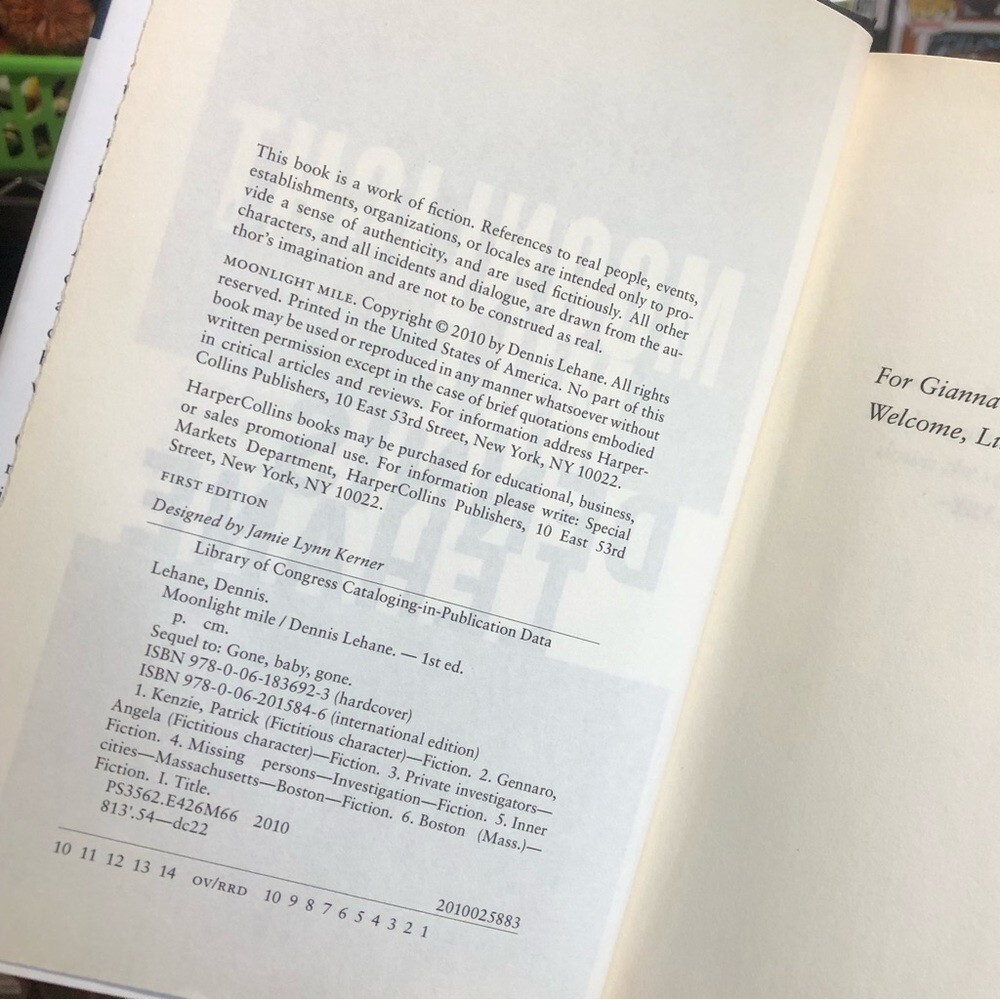 This book is a work of fiction. References to real people, events,
establishments, organizations, or locales are intended only to pro-
vide a sense of authenticity, and are used fictitiously. All other
characters, and all incidents and dialogue, are drawn from the au-
thor's imagination and are not to be construed as real.
MOONLIGHT MILE. Copyright © 2010 by Dennis Lehane. All rights
reserved. Printed in the United States of America. No part of this
book may be used or reproduced in any manner whatsoever without
written permission except in the case of brief quotations embodied
in critical articles and reviews. For information address Harper-
Collins Publishers, 10 East 53rd Street, New York, NY 10022.
HarperCollins books may be purchased for educational, business,
or sales promotional use. For information please write: Special
Markets Department, HarperCollins Publishers, 10 East 53rd
Street, New York, NY 10022.
FIRST EDITION
Designed by Jamie Lynn Kerner
Library of Congress Cataloging-in-Publication Data
Lehane, Dennis.
Moonlight mile / Dennis Lehane. — 1st ed.
p. cm.
Sequel to: Gone, baby, gone.
ISBN 978-0-06-183692-3 (hardcover)
ISBN 978-0-06-201584-6 (international edition)
1. Kenzie, Patrick (Fictitious character)—Fiction. 2. Gennaro,
Angela (Fictitious character)—Fiction. 3. Private investigators—
Fiction. 4. Missing persons—Investigation—Fiction. 5. Inner
cities—Massachusetts—Boston—Fiction. 6. Boston (Mass.)—
Fiction. I. Title.
PS3562.E426M66 2010
813'.54—dc22
2010025883
10 11 12 13 14 OV/RRD 10 9 8 7 6 5 4 3 2 1
For Gianna
Welcome,